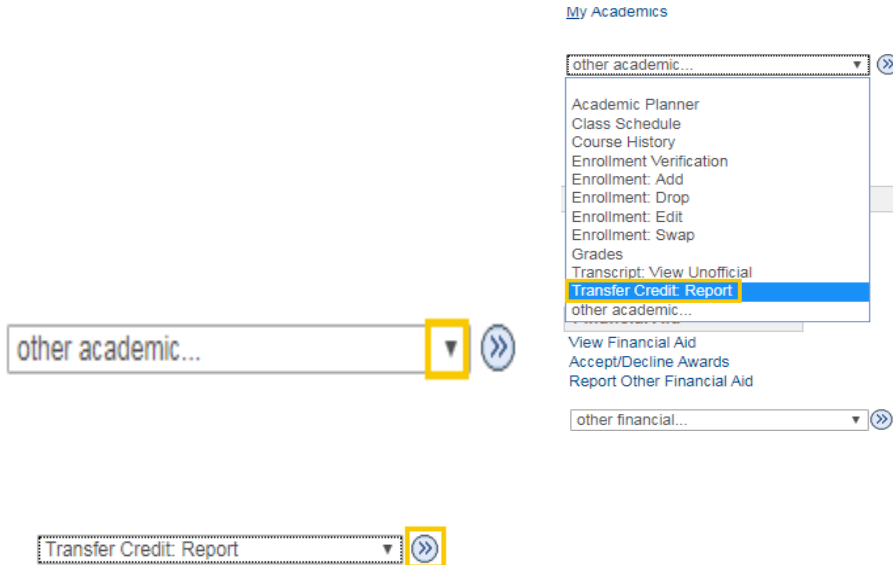 My Academics
other academic...
Academic Planner
Class Schedule
Course History
Enrollment Verification
Enrollment: Add
Enrollment: Drop
Enrollment: Edit
Enrollment: Swap
Grades
Transcript: View Unofficial
Transfer Credit: Report
other academic...
View Financial Aid
Accept/Decline Awards
Report Other Financial Aid
other financial...
other academic...
Transfer Credit: Report